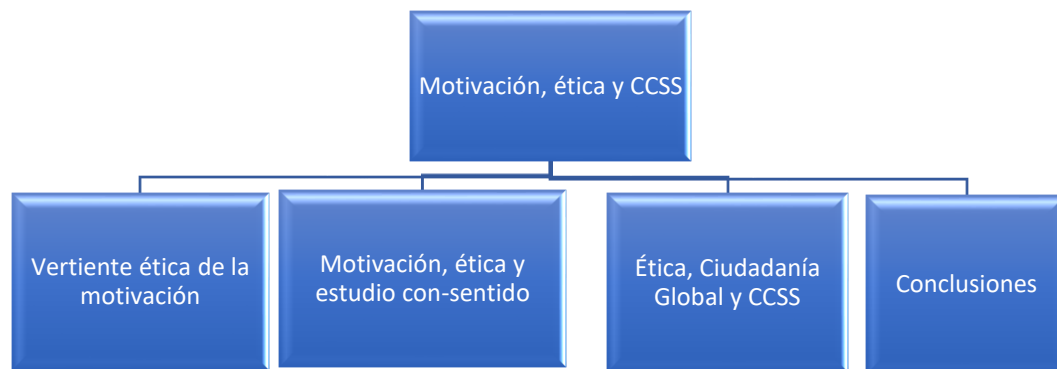 Motivación, ética y CCSS
Vertiente ética de la
motivación
Motivación, ética y
estudio con-sentido
Ética, Ciudadanía
Global y CCSS
Conclusiones